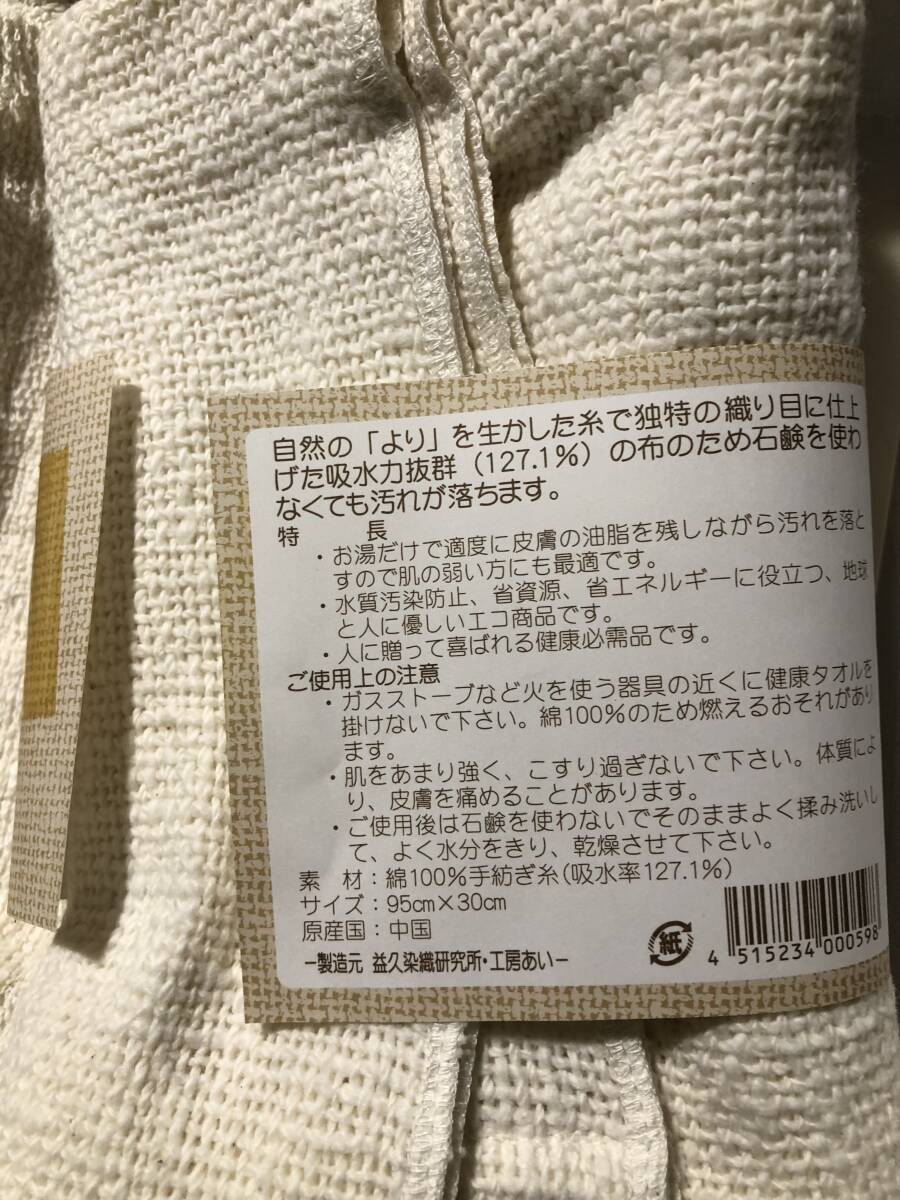 自然の「より」を生かした糸で独特の織り目に仕上
げた吸水力抜群（127.1％）の布のため石鹸を使わ
なくても汚れが落ちます。
特　長
・お湯だけで適度に皮膚の油脂を残しながら汚れを落と
すので肌の弱い方にも最適です。
・水質汚染防止、省資源、省エネルギーに役立つ、地球
と人に優しいエコ商品です。
・人に贈って喜ばれる健康必需品です。
ご使用上の注意
・ガスストーブなど火を使う器具の近くに健康タオルを
掛けないで下さい。綿100％のため燃えるおそれがあり
ます。
・肌をあまり強く、こすり過ぎないで下さい。体質によ
り、皮膚を痛めることがあります。
・ご使用後は石鹸を使わないでそのままよく揉み洗いし
て、よく水分をきり、乾燥させて下さい。
素　材：綿100％手紡ぎ糸(吸水率127.1％)
サイズ：95㎝×30㎝
原産国：中国
−製造元 益久染織研究所・工房あい−
紙
4 515234 000598